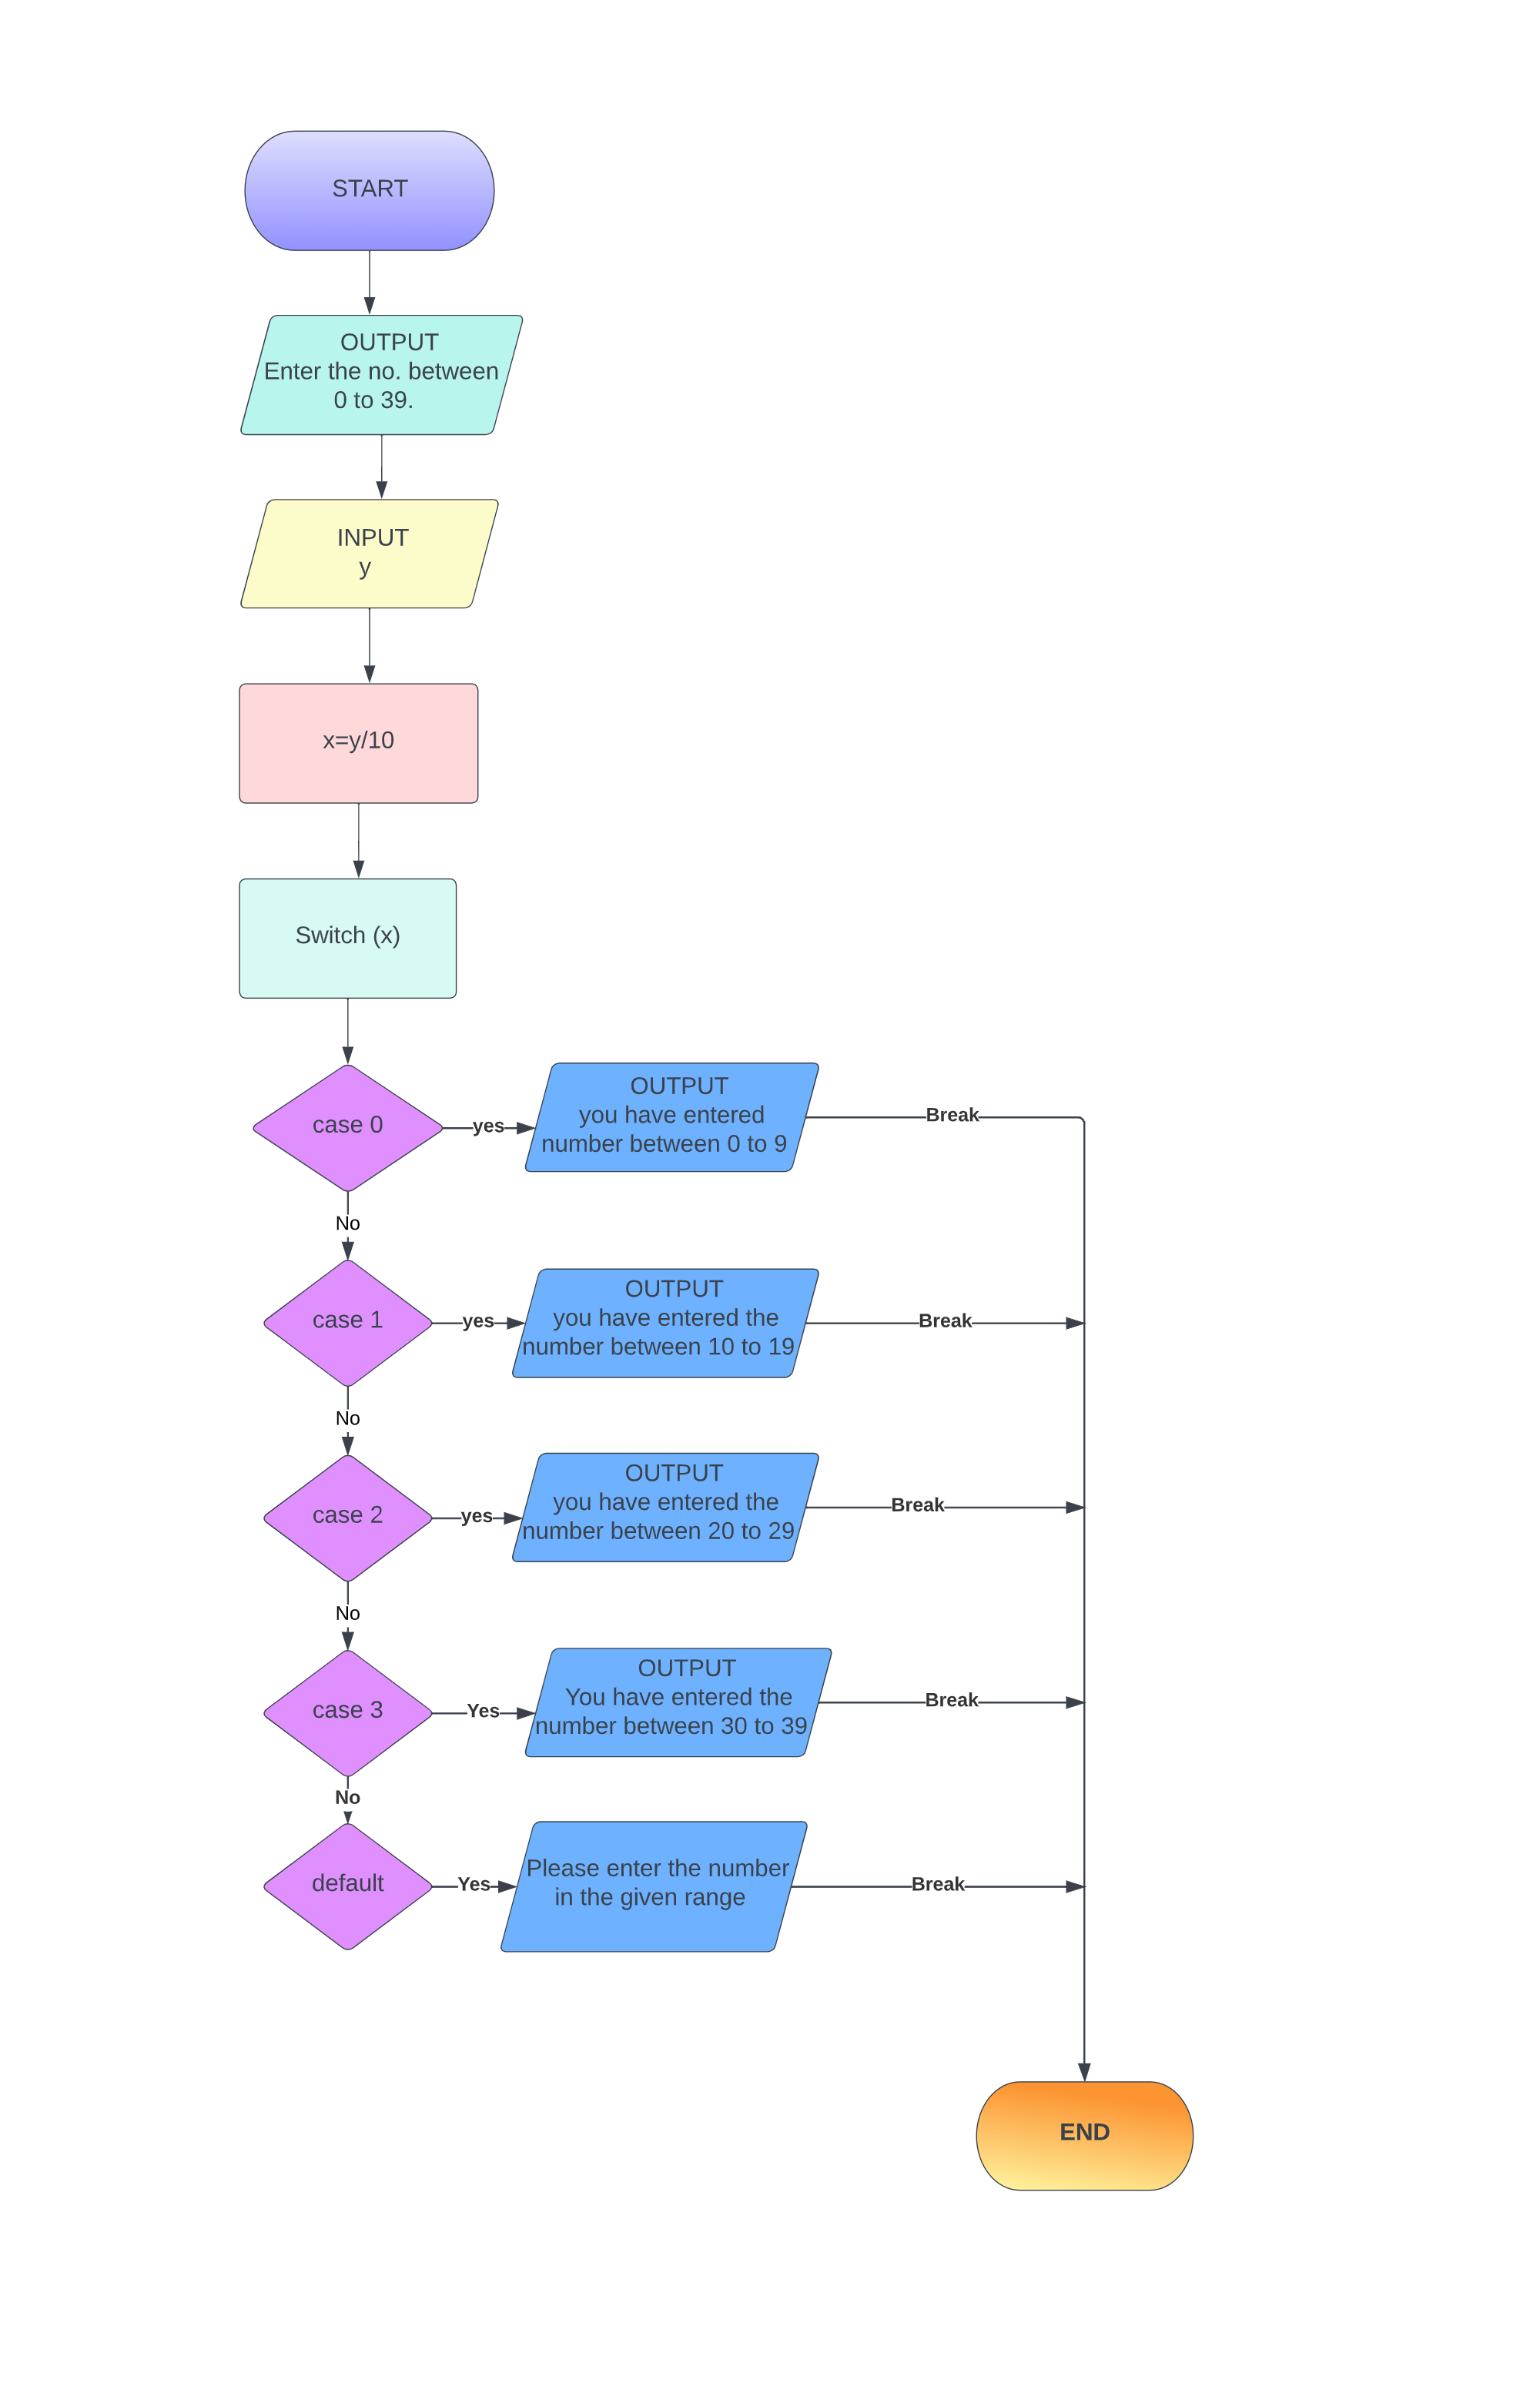 START
OUTPUT
Enter the no. between
0 to 39.
INPUT
y
x=y/10
Switch (x)
case 0
yes
OUTPUT
you have entered
number between 0 to 9
Break
No
case 1
yes
OUTPUT
you have entered the
number between 10 to 19
Break
No
case 2
yes
OUTPUT
you have entered the
number between 20 to 29
Break
No
case 3
Yes
OUTPUT
You have entered the
number between 30 to 39
Break
No
default
Yes
Please enter the number
in the given range
Break
END